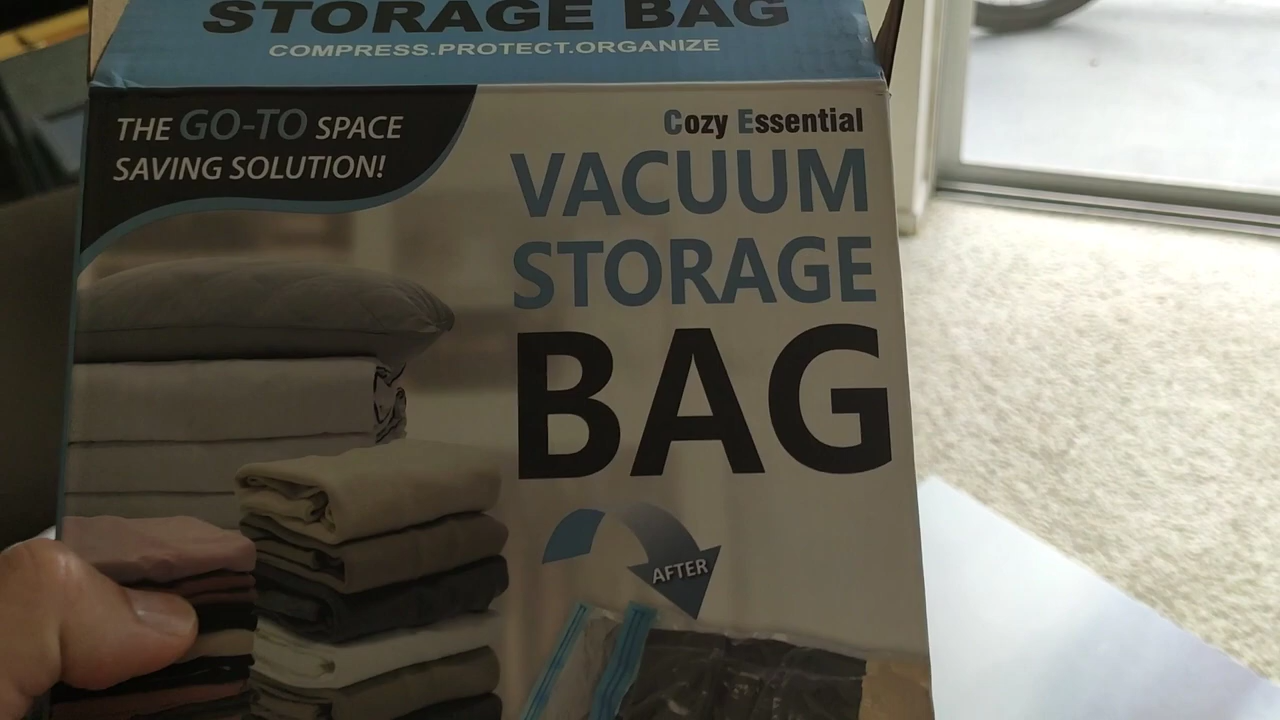 STORAGE BAG
COMPRESS.PROTECT.ORGANIZE
THE GO-TO SPACE
SAVING SOLUTION!
Cozy Essential
VACUUM
STORAGE
BAG
AFTER